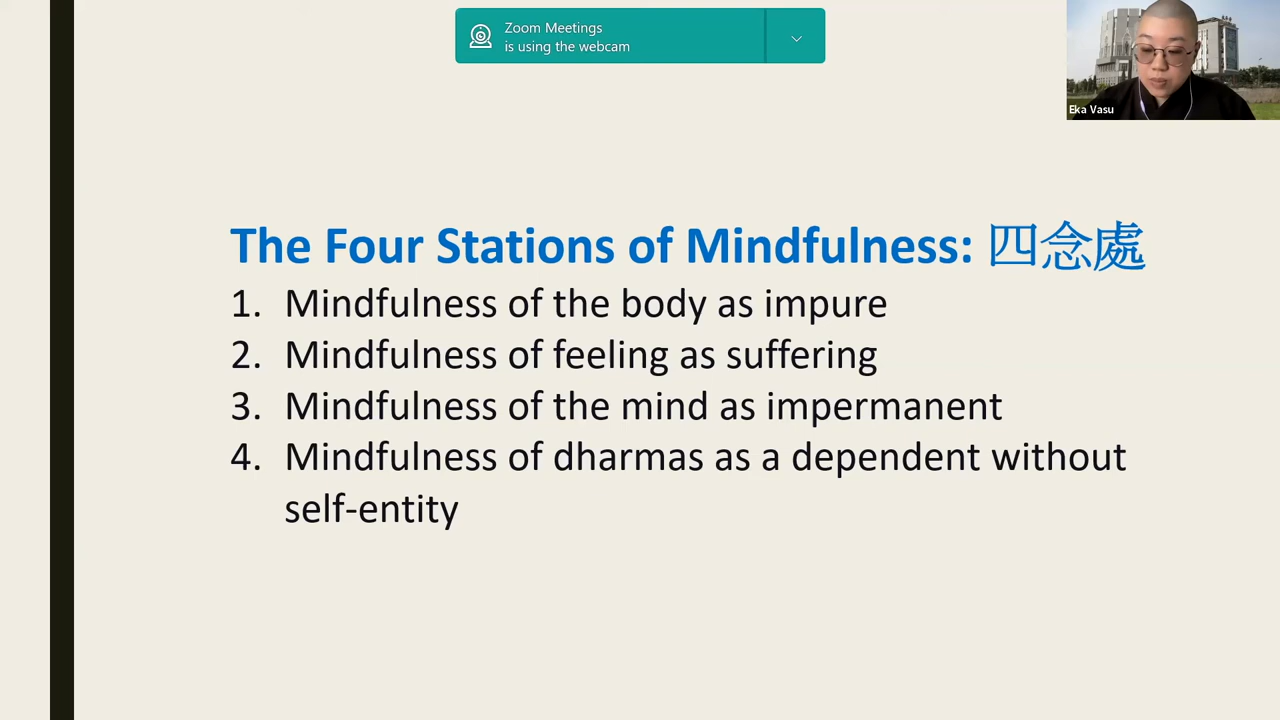 Zoom Meetings
is using the webcam
Eka Vasu
The Four Stations of Mindfulness: 四念處
1. Mindfulness of the body as impure
2. Mindfulness of feeling as suffering
3. Mindfulness of the mind as impermanent
4. Mindfulness of dharmas as a dependent without
self-entity